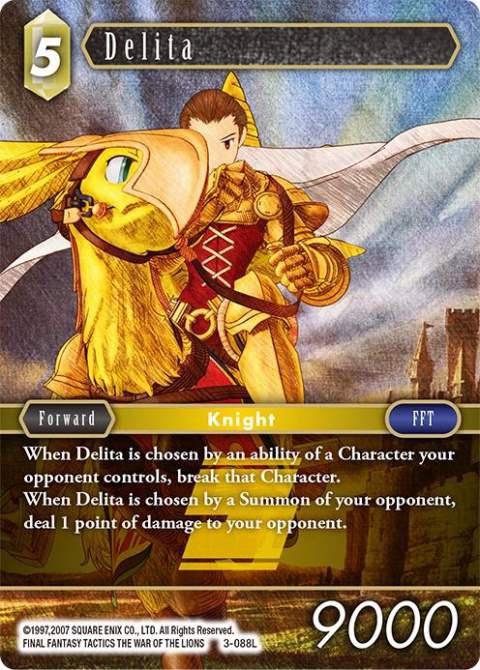 5
Delita
Forward
Knight
FFT
When Delita is chosen by an ability of a Character your
opponent controls, break that Character.
When Delita is chosen by a Summon of your opponent,
deal 1 point of damage to your opponent.
©1997,2007 SQUARE ENIX CO., LTD. All Rights Reserved.
FINAL FANTASY TACTICS THE WAR OF THE LIONS
3-088L
9000